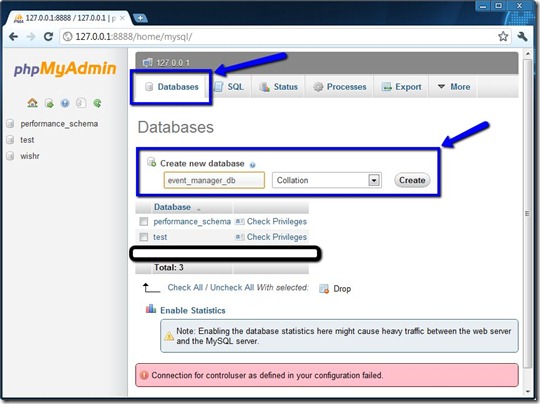 127.0.0.1:8888 / 127.0.0.1 | p
127.0.0.1:8888/home/mysql/
phpMyAdmin
performance_schema
test
wishr
127.0.0.1
Databases SQL Status Processes Export More
Databases
Create new database
event_manager_db Collation Create
Database
performance_schema Check Privileges
test Check Privileges
Total: 3
Check All / Uncheck All With selected: Drop
Enable Statistics
Note: Enabling the database statistics here might cause heavy traffic between the web server
and the MySQL server.
Connection for controluser as defined in your configuration failed.